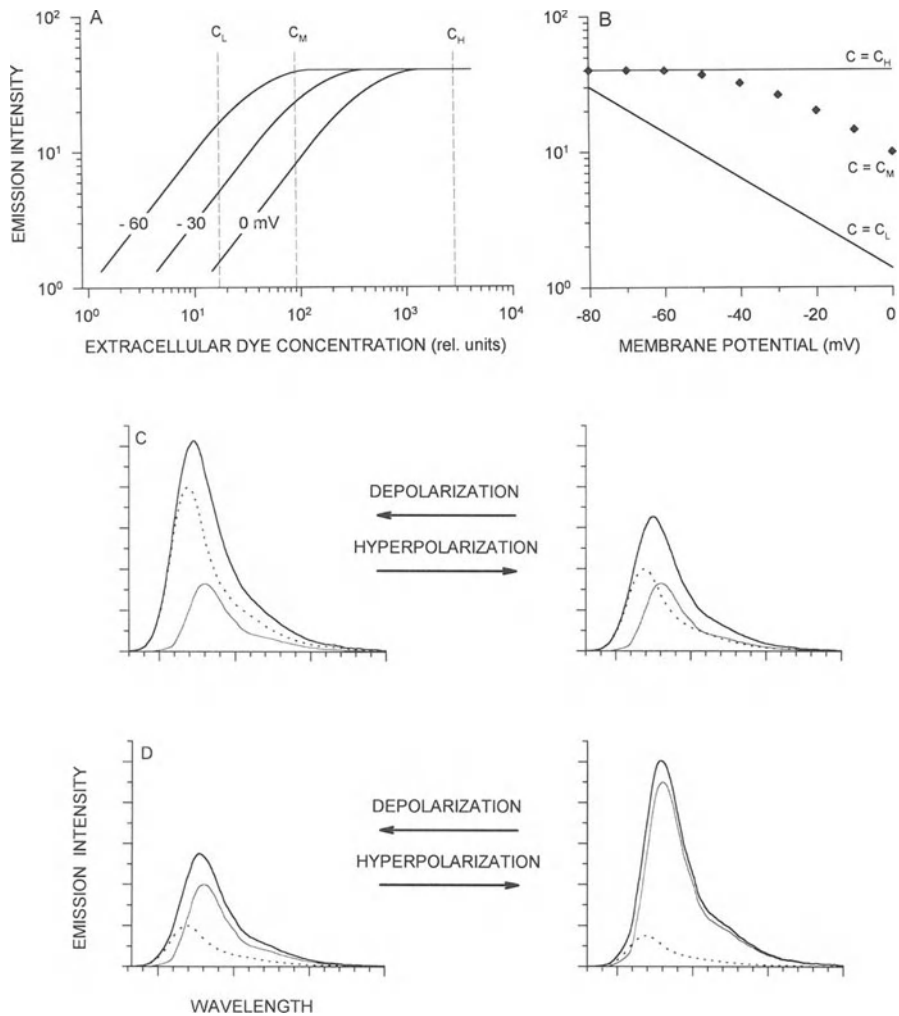 A
C_L
C_M
C_H
10²
10¹
10⁰
- 60
- 30
0 mV
10⁰
10¹
10²
10³
10⁴
EMISSION INTENSITY
EXTRACELLULAR DYE CONCENTRATION (rel. units)
B
C = C_H
C = C_M
C = C_L
10²
10¹
10⁰
-80
-60
-40
-20
0
MEMBRANE POTENTIAL (mV)
C
DEPOLARIZATION
HYPERPOLARIZATION
D
DEPOLARIZATION
HYPERPOLARIZATION
EMISSION INTENSITY
WAVELENGTH